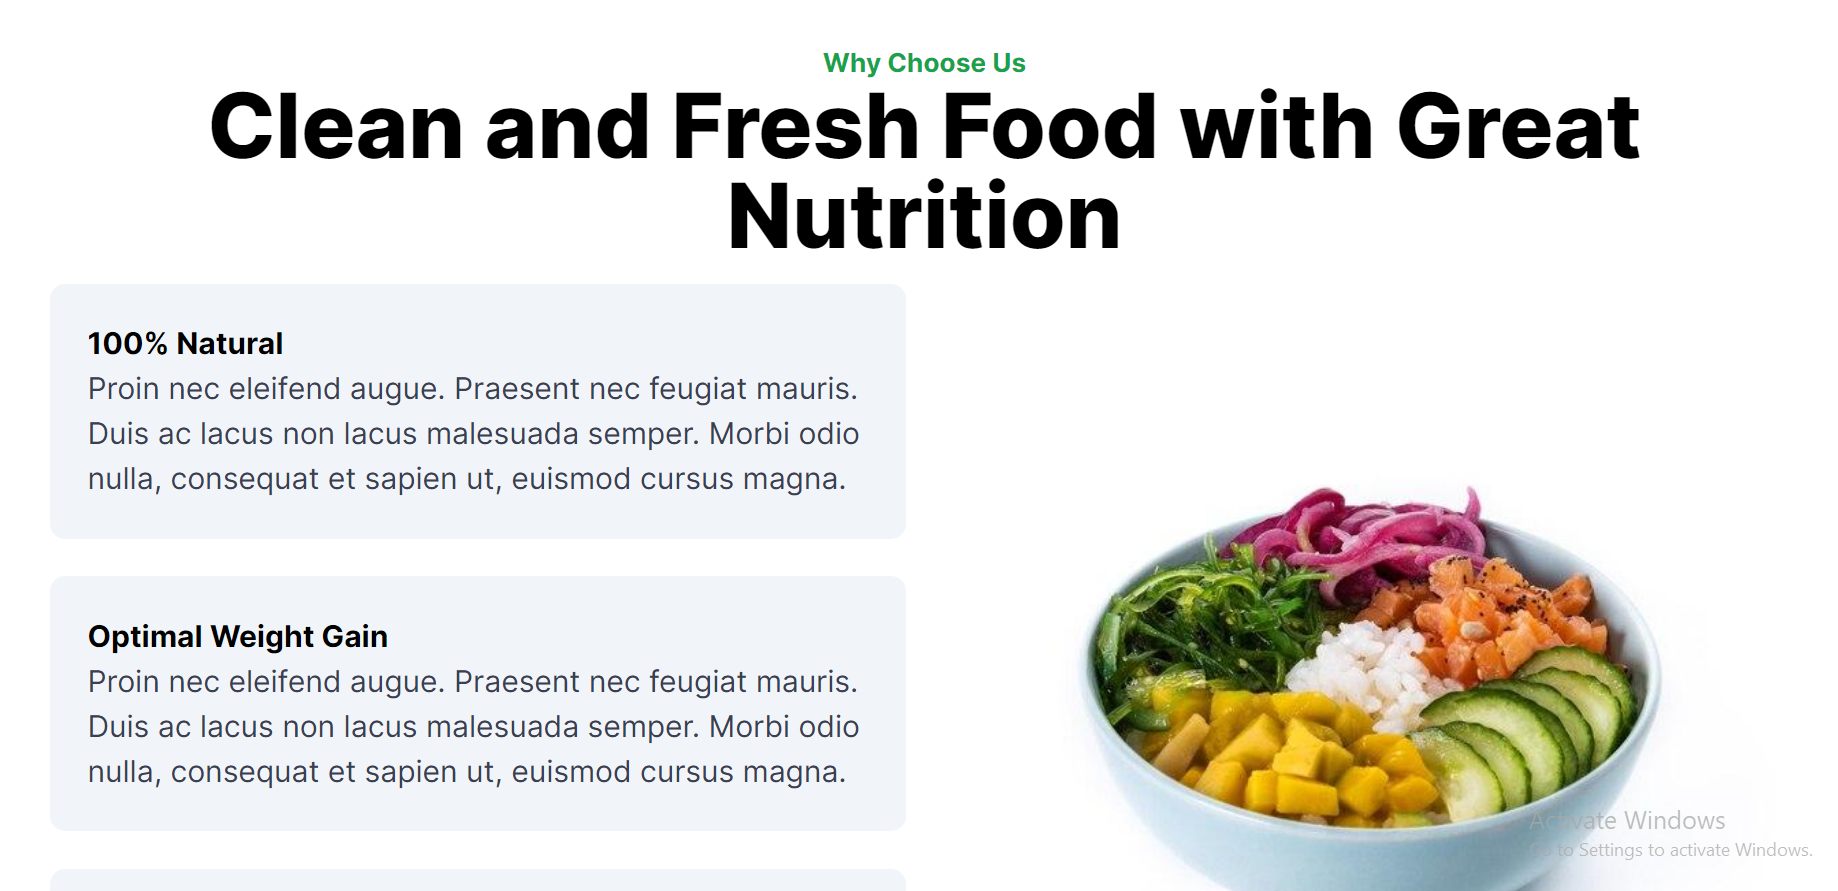 Why Choose Us
Clean and Fresh Food with Great
Nutrition
100% Natural
Proin nec eleifend augue. Praesent nec feugiat mauris.
Duis ac lacus non lacus malesuada semper. Morbi odio
nulla, consequat et sapien ut, euismod cursus magna.
Optimal Weight Gain
Proin nec eleifend augue. Praesent nec feugiat mauris.
Duis ac lacus non lacus malesuada semper. Morbi odio
nulla, consequat et sapien ut, euismod cursus magna.
Activate Windows
Go to Settings to activate Windows.